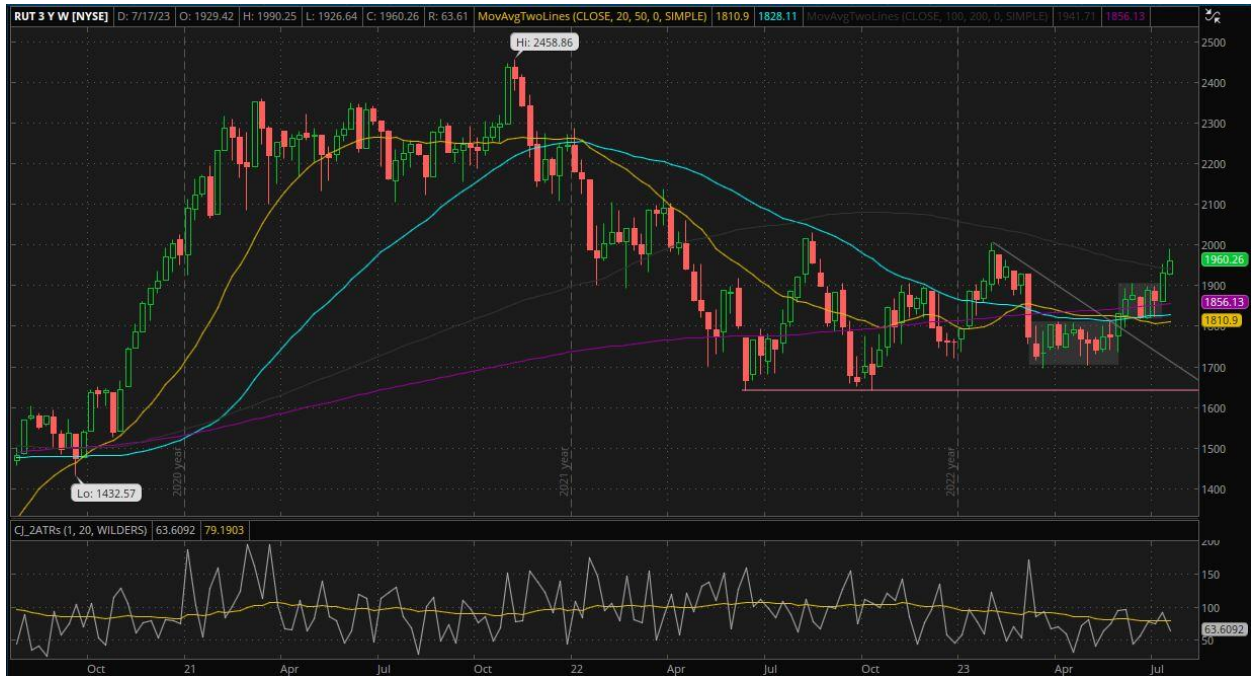 RUT 3 Y W [NYSE] D: 7/17/23 O: 1929.42 H: 1990.25 L: 1926.64 C: 1960.26 R: 63.61 MovAvgTwoLines (CLOSE, 20, 50, 0, SIMPLE) 1810.9 1828.11 MovAvgTwoLines (CLOSE, 100, 200, 0, SIMPLE) 1941.71 1856.13
Hi: 2458.86
2500
2400
2300
2200
2100
2000
1960.26
1900
1856.13
1810.9
1700
1600
1500
1400
2020 year
2021 year
2022 year
Lo: 1432.57
CJ_2ATRs (1, 20, WILDERS) 63.6092 79.1903
200
150
100
63.6092
50
Oct 21 Apr Jul Oct 22 Apr Jul Oct 23 Apr Jul